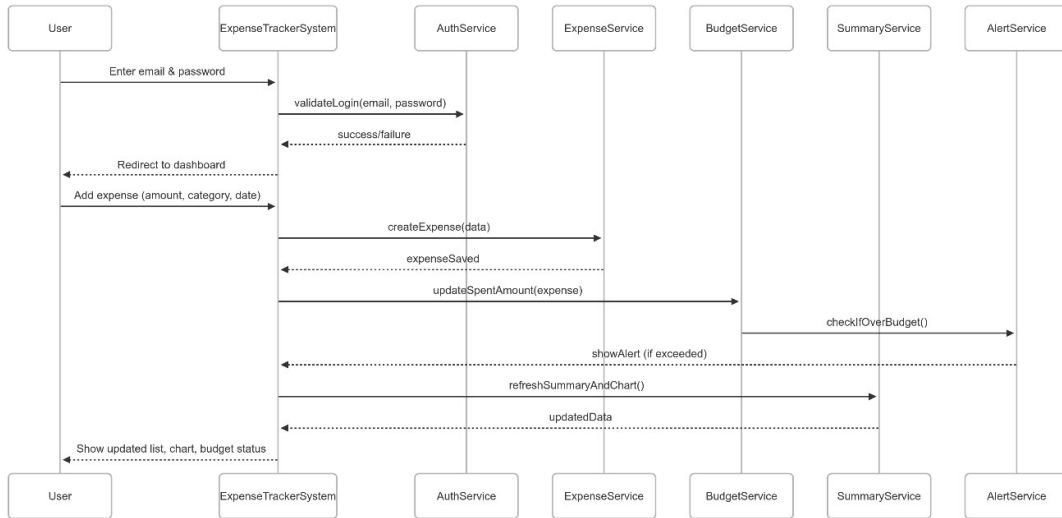 User
ExpenseTrackerSystem
AuthService
ExpenseService
BudgetService
SummaryService
AlertService
Enter email & password
validateLogin(email, password)
success/failure
Redirect to dashboard
Add expense (amount, category, date)
createExpense(data)
expenseSaved
updateSpentAmount(expense)
checkIfOverBudget()
showAlert (if exceeded)
refreshSummaryAndChart()
updatedData
Show updated list, chart, budget status
User
ExpenseTrackerSystem
AuthService
ExpenseService
BudgetService
SummaryService
AlertService